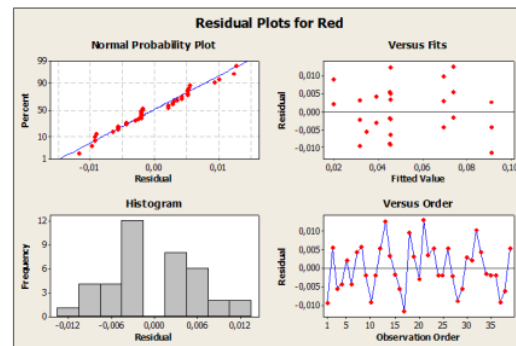 Residual Plots for Red
Normal Probability Plot
99
90
50
10
1
Percent
-0,01 0,00 0,01
Residual
Versus Fits
0,010
0,005
0,000
-0,005
-0,010
Residual
0,02 0,04 0,06 0,08 0,10
Fitted Value
Histogram
12
9
6
3
0
Frequency
-0,012 -0,006 0,000 0,006 0,012
Residual
Versus Order
0,010
0,005
0,000
-0,005
-0,010
Residual
1 5 10 15 20 25 30 35
Observation Order